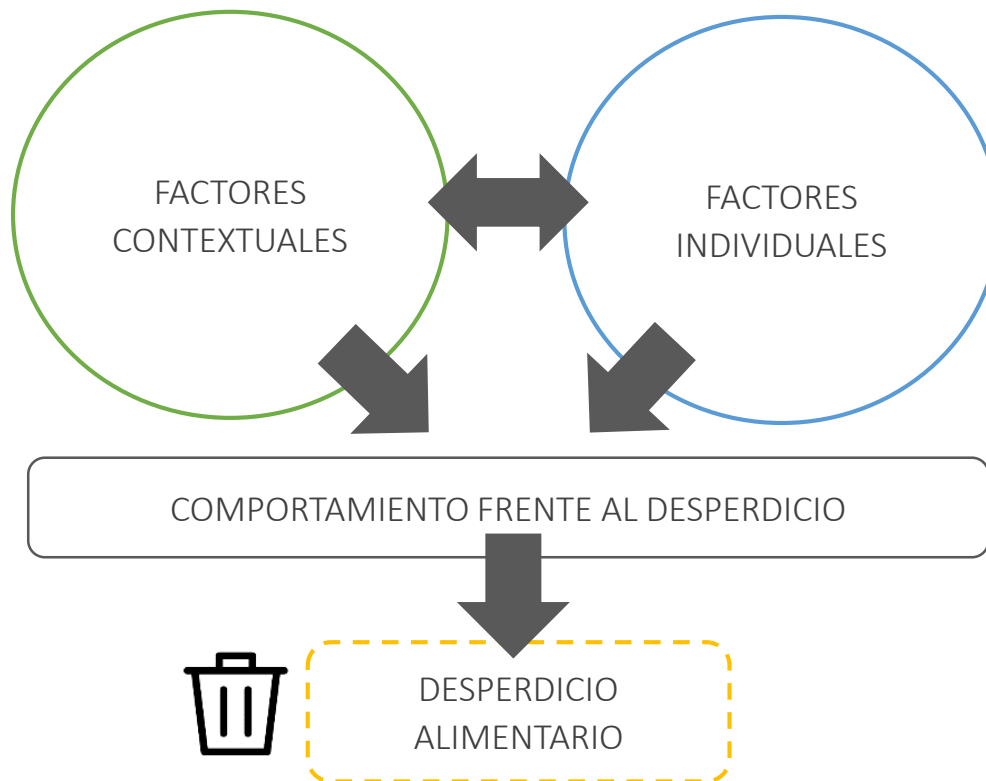 FACTORES
CONTEXTUALES
FACTORES
INDIVIDUALES
COMPORTAMIENTO FRENTE AL DESPERDICIO
DESPERDICIO
ALIMENTARIO